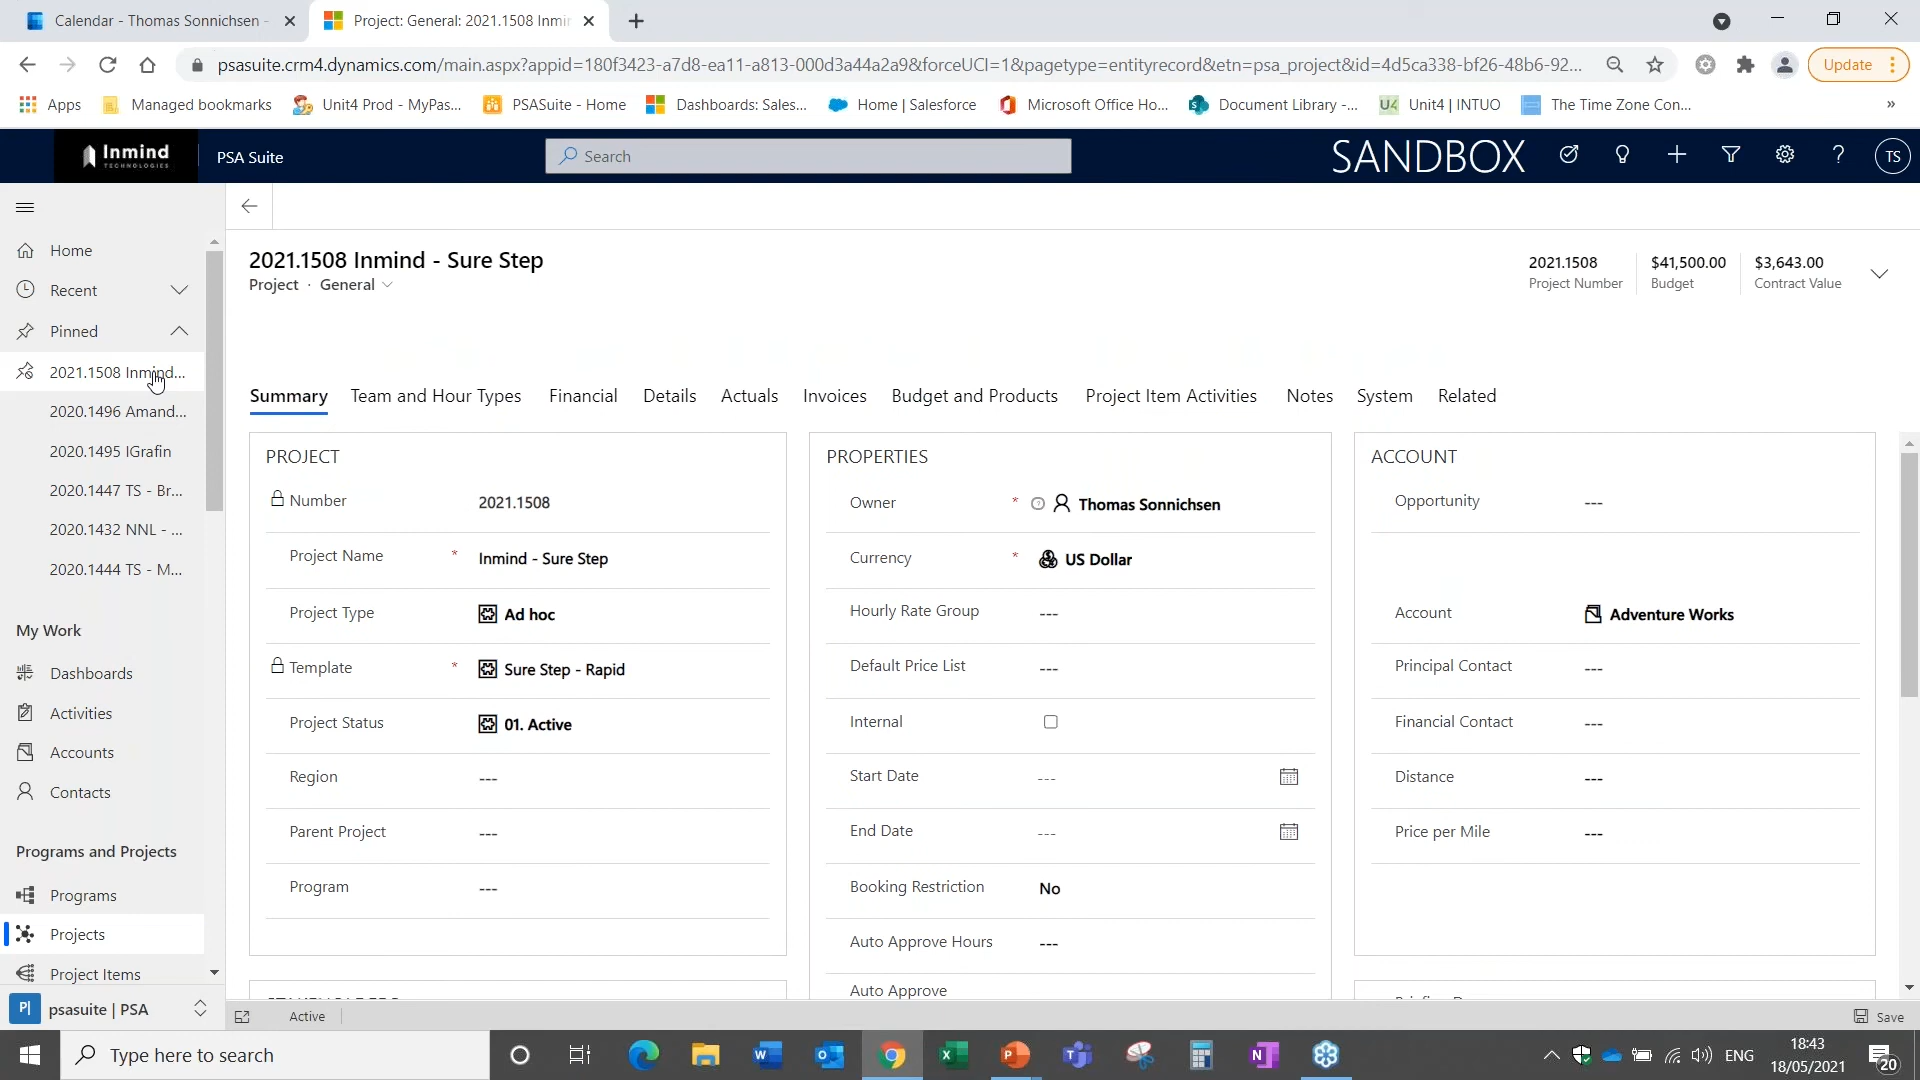 Calendar - Thomas Sonnichsen -
Project: General: 2021.1508 Inmin
psasuite.crm4.dynamics.com/main.aspx?appid=180f3423-a7d8-ea11-a813-000d3a44a2a9&forceUCI=1&pagetype=entityrecord&etn=psa_project&id=4d5ca338-bf26-48b6-92...
Update
Apps
Managed bookmarks
Unit4 Prod - MyPas...
PSASuite - Home
Dashboards: Sales...
Home | Salesforce
Microsoft Office Ho...
Document Library -...
U4
Unit4 | INTUO
The Time Zone Con...
»
Inmind
TECHNOLOGIES
PSA Suite
Search
SANDBOX
TS
Home
Recent
Pinned
2021.1508 Inmind...
2020.1496 Amand...
2020.1495 IGrafin
2020.1447 TS - Br...
2020.1432 NNL - ...
2020.1444 TS - M...
My Work
Dashboards
Activities
Accounts
Contacts
Programs and Projects
Programs
Projects
Project Items
P|
psasuite | PSA
2021.1508 Inmind - Sure Step
Project · General
2021.1508
Project Number
$41,500.00
Budget
$3,643.00
Contract Value
Summary
Team and Hour Types
Financial
Details
Actuals
Invoices
Budget and Products
Project Item Activities
Notes
System
Related
PROJECT
Number
2021.1508
Project Name
*
Inmind - Sure Step
Project Type
Ad hoc
Template
*
Sure Step - Rapid
Project Status
01. Active
Region
---
Parent Project
---
Program
---
PROPERTIES
Owner
*
Thomas Sonnichsen
Currency
*
US Dollar
Hourly Rate Group
---
Default Price List
---
Internal
Start Date
---
End Date
---
Booking Restriction
No
Auto Approve Hours
---
Auto Approve
ACCOUNT
Opportunity
---
Account
Adventure Works
Principal Contact
---
Financial Contact
---
Distance
---
Price per Mile
---
Active
Save
Type here to search
ENG
18:43
18/05/2021
20